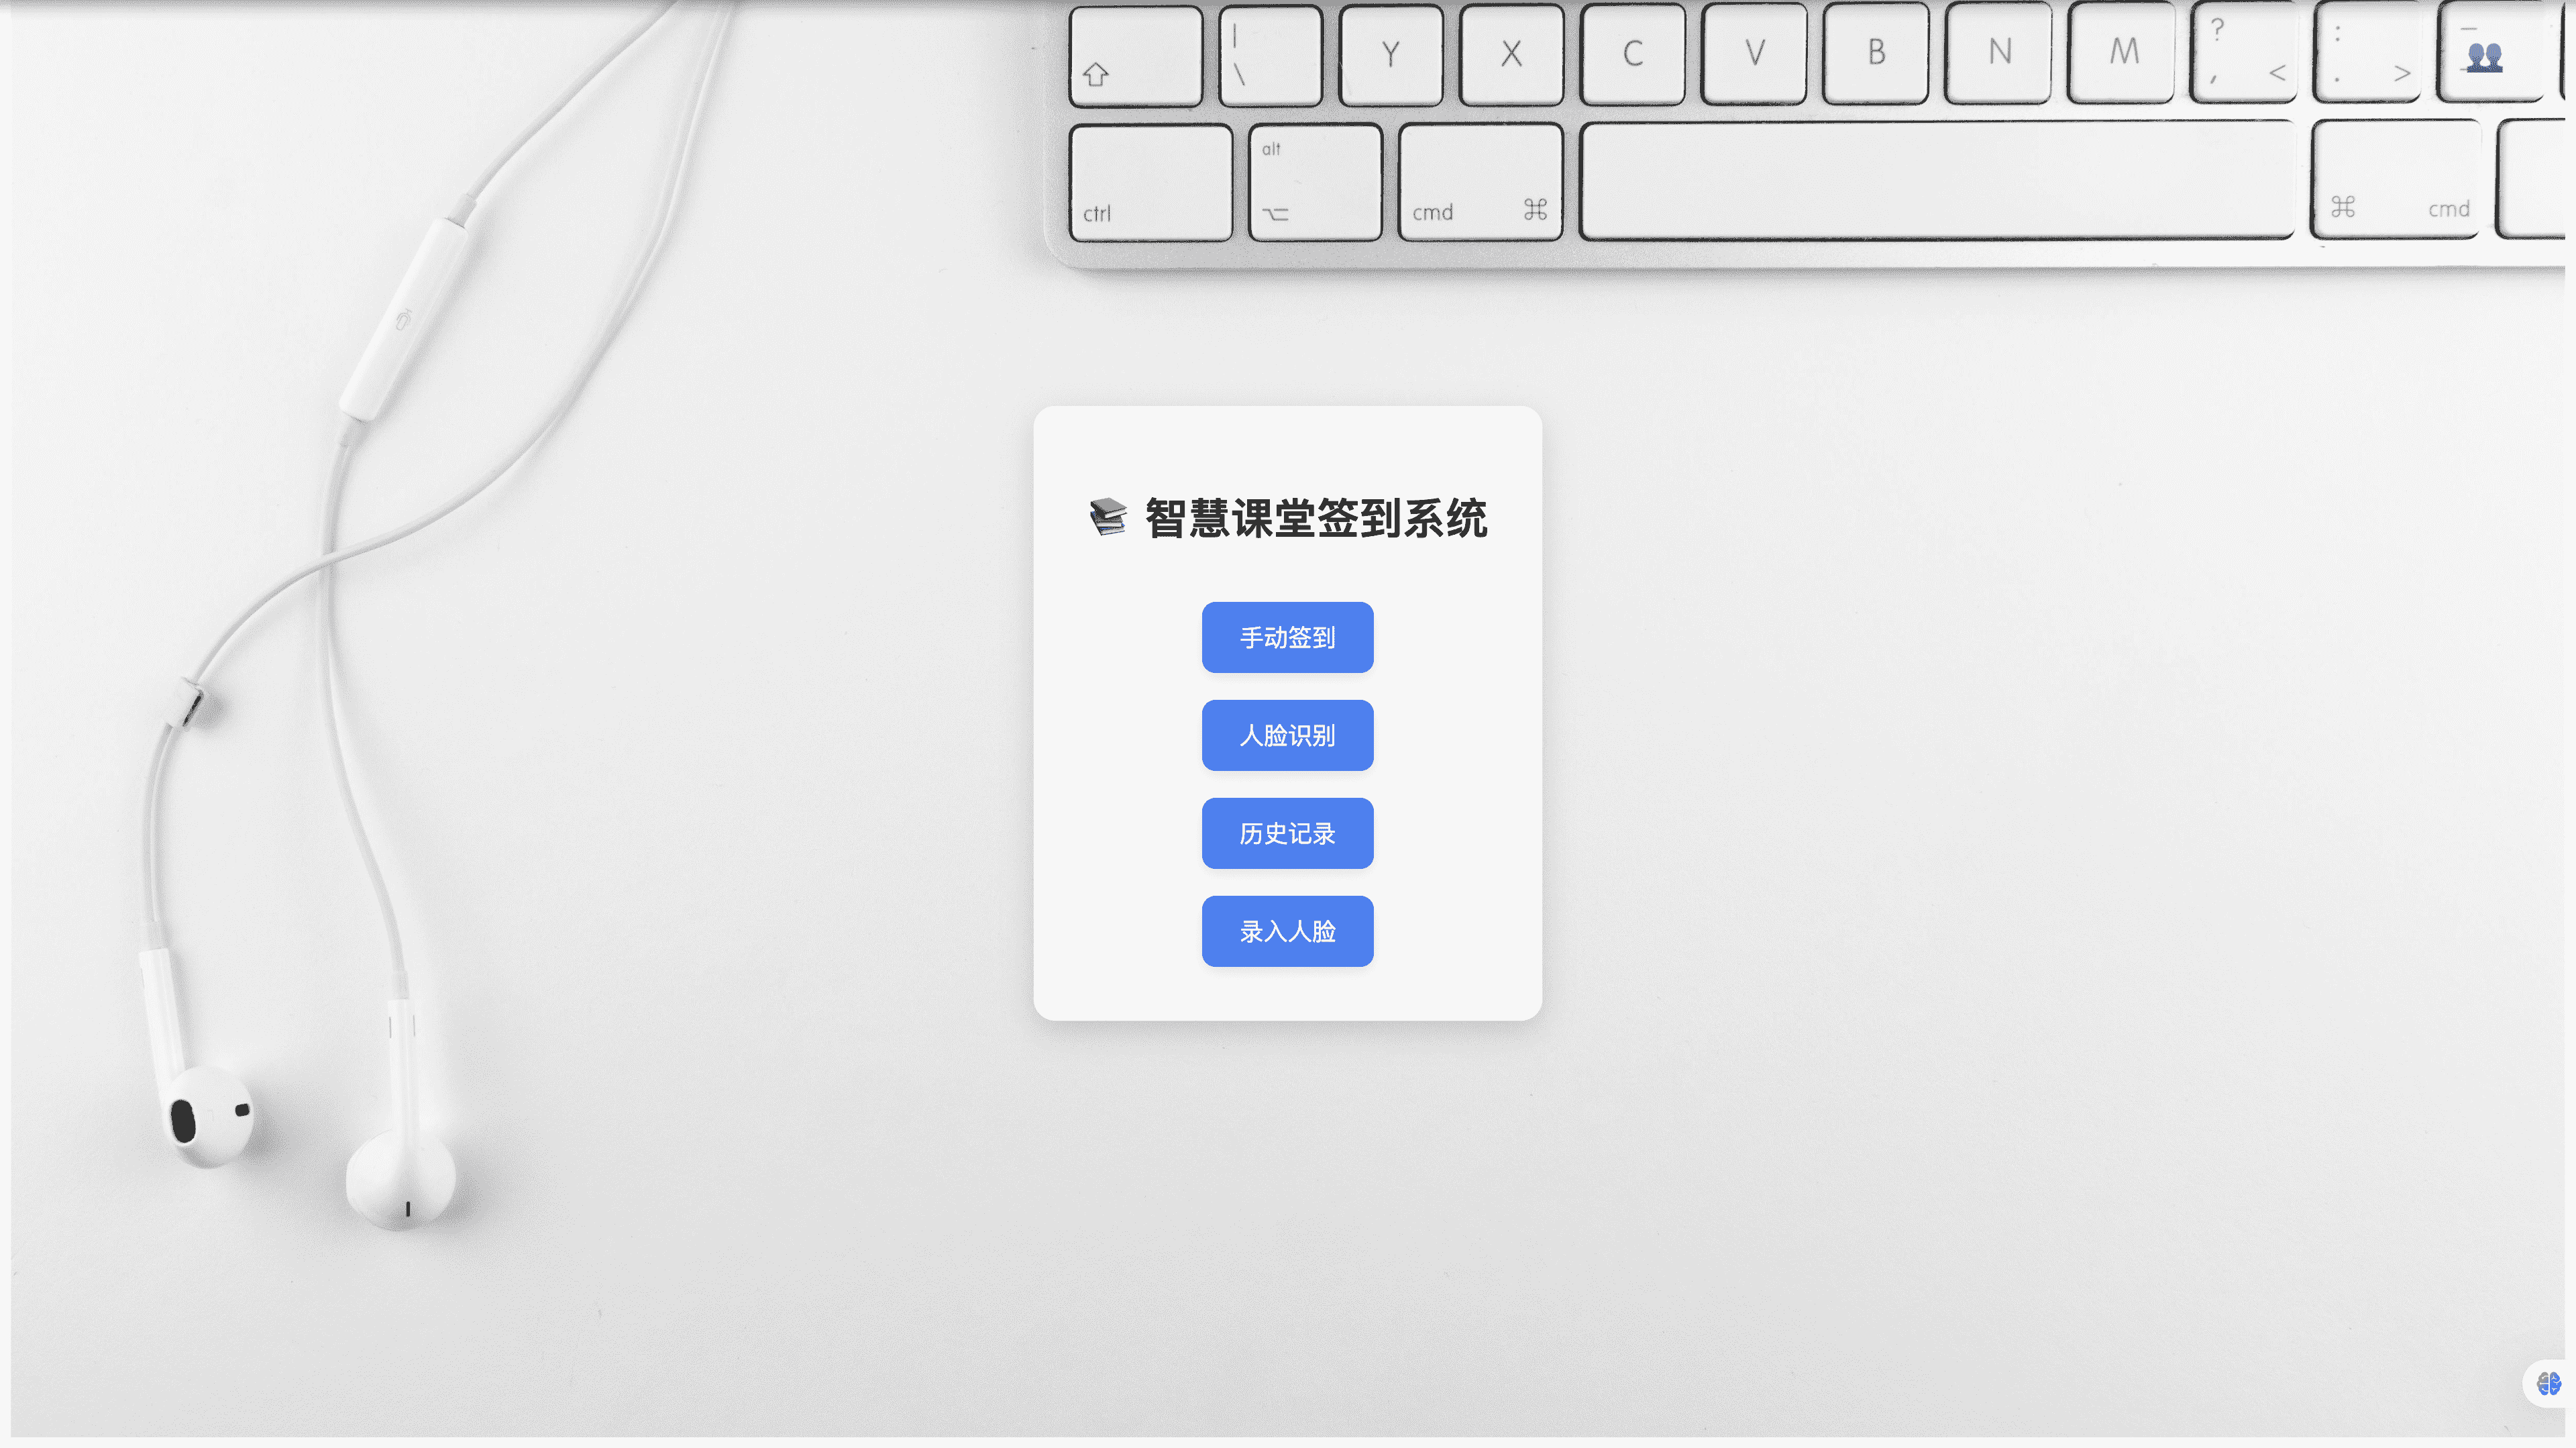 | Y X C V B N M ? : _
\ , < . > -
alt
ctrl cmd ⌘ ⌘ cmd
📚 智慧课堂签到系统
手动签到
人脸识别
历史记录
录入人脸